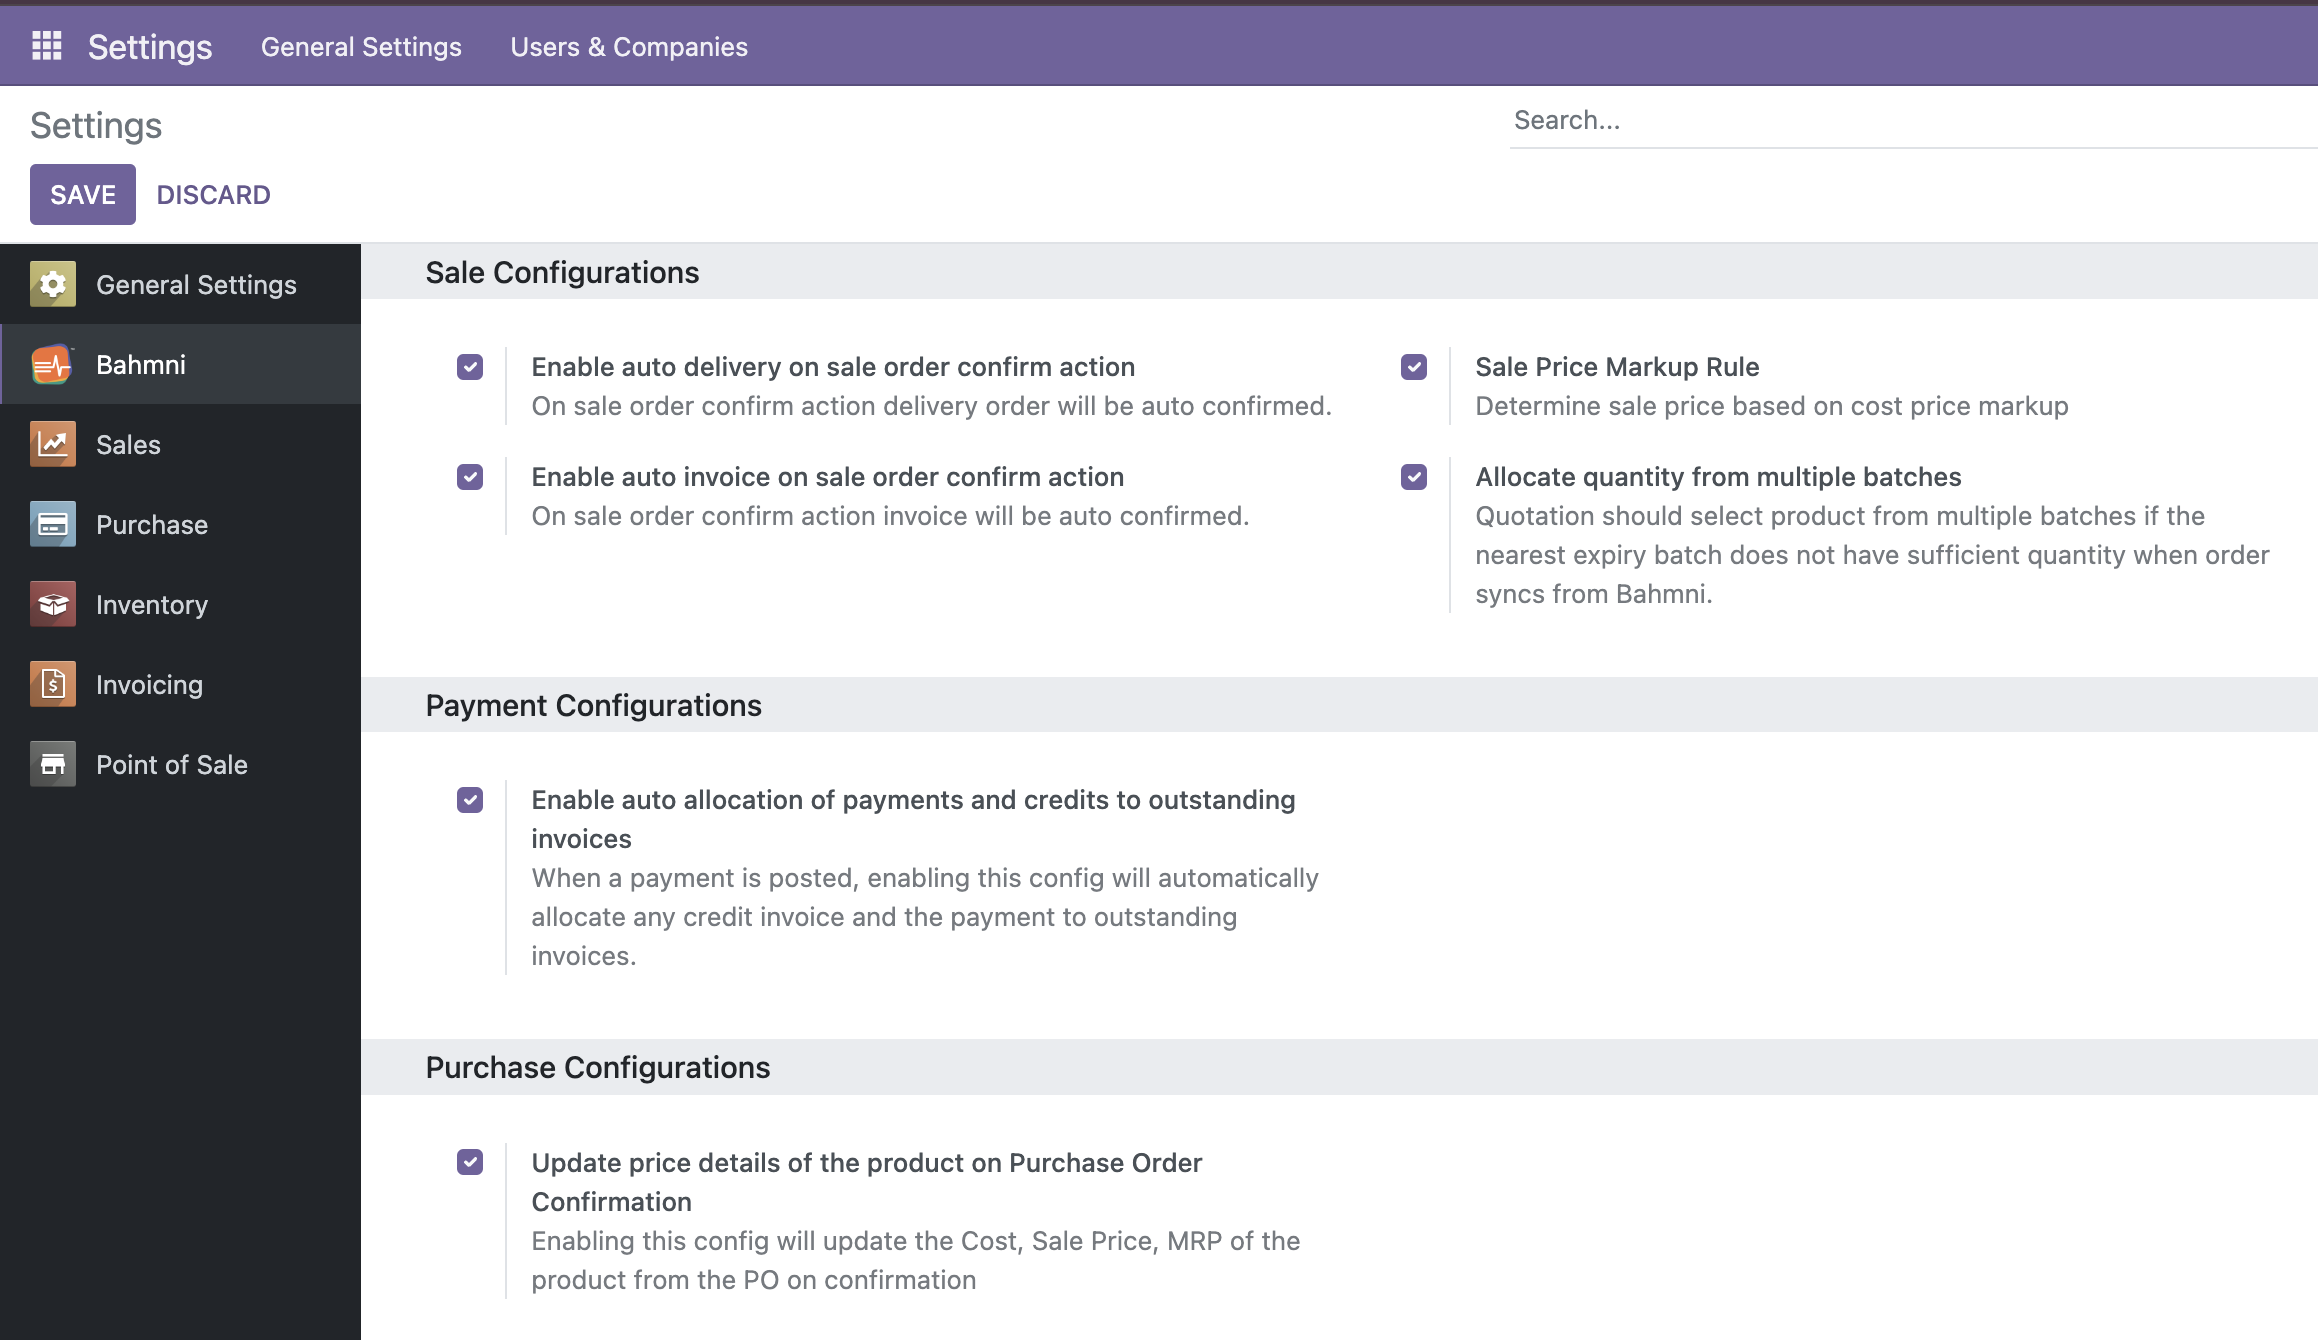 Settings
General Settings
Users & Companies
Settings
Search...
SAVE
DISCARD
General Settings
Bahmni
Sales
Purchase
Inventory
Invoicing
Point of Sale
Sale Configurations
Enable auto delivery on sale order confirm action
On sale order confirm action delivery order will be auto confirmed.
Sale Price Markup Rule
Determine sale price based on cost price markup
Enable auto invoice on sale order confirm action
On sale order confirm action invoice will be auto confirmed.
Allocate quantity from multiple batches
Quotation should select product from multiple batches if the
nearest expiry batch does not have sufficient quantity when order
syncs from Bahmni.
Payment Configurations
Enable auto allocation of payments and credits to outstanding
invoices
When a payment is posted, enabling this config will automatically
allocate any credit invoice and the payment to outstanding
invoices.
Purchase Configurations
Update price details of the product on Purchase Order
Confirmation
Enabling this config will update the Cost, Sale Price, MRP of the
product from the PO on confirmation